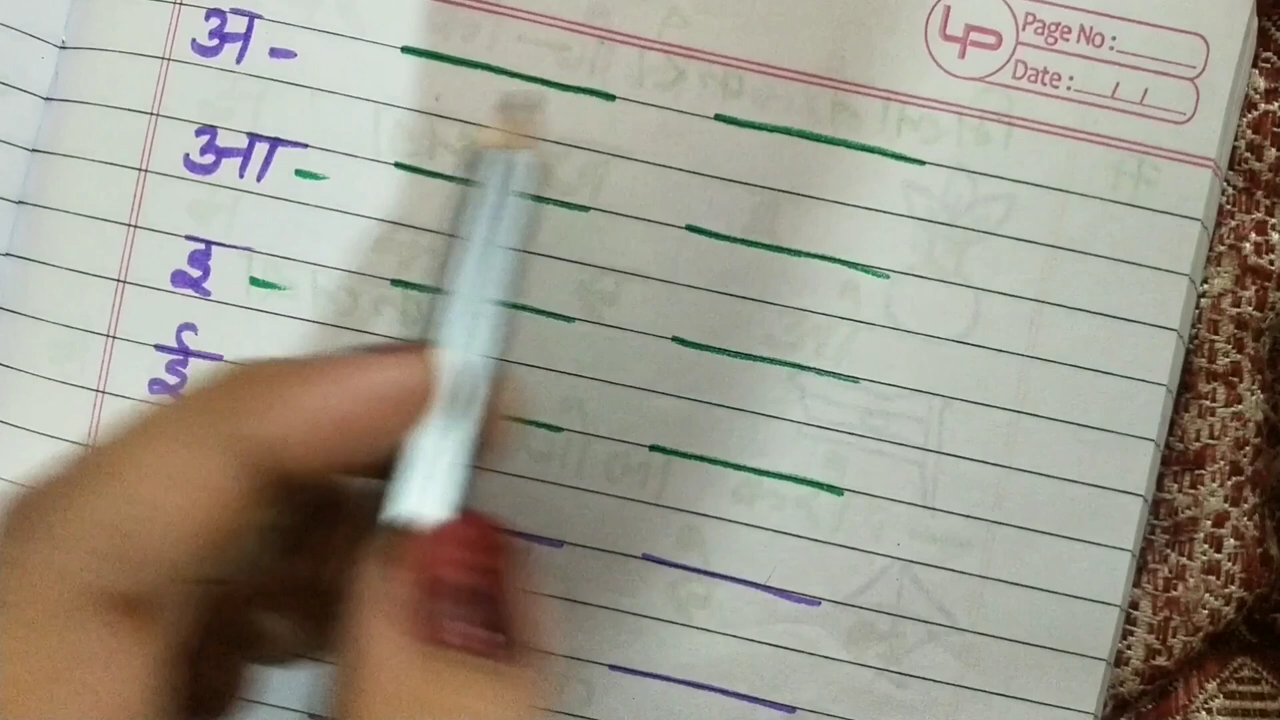 LP
Page No :
Date : / /
अ -
आ -
इ -
ई